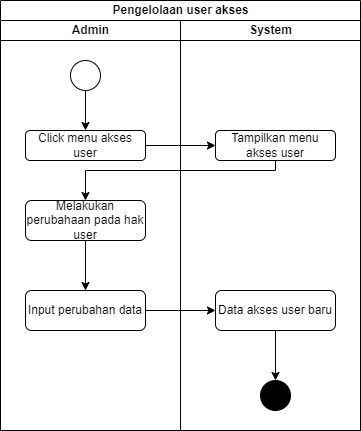 Pengelolaan user akses
Admin
System
Click menu akses
user
Tampilkan menu
akses user
Melakukan
perubahaan pada hak
user
Input perubahan data
Data akses user baru